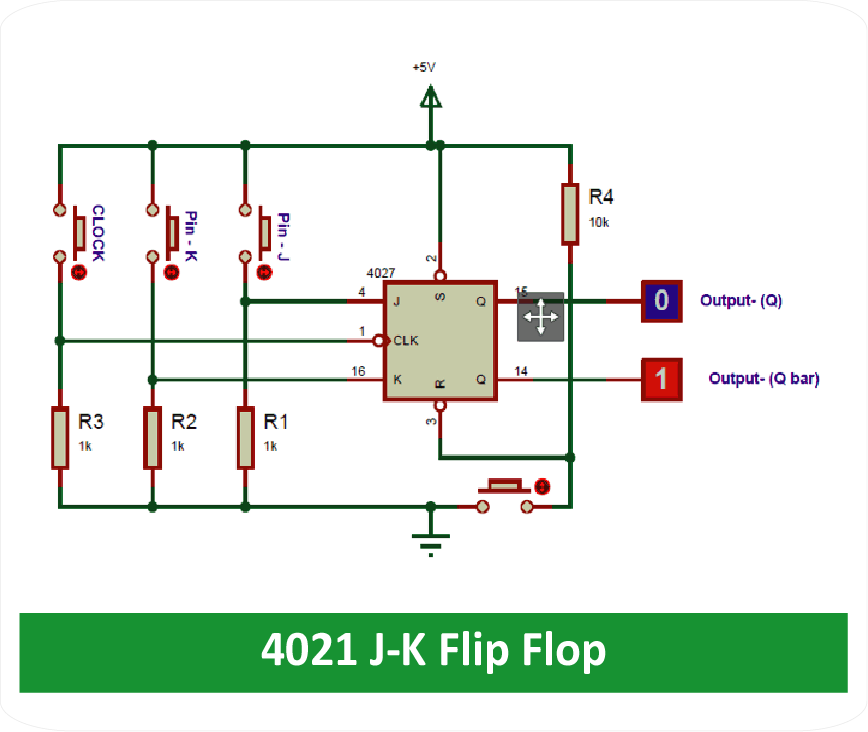 +5V
CLOCK
Pin - K
Pin - J
R4
10k
4027
2
4
J
S
Q
15
0
Output- (Q)
1
CLK
16
K
R
Q
14
1
Output- (Q bar)
3
R3
1k
R2
1k
R1
1k
4021 J-K Flip Flop